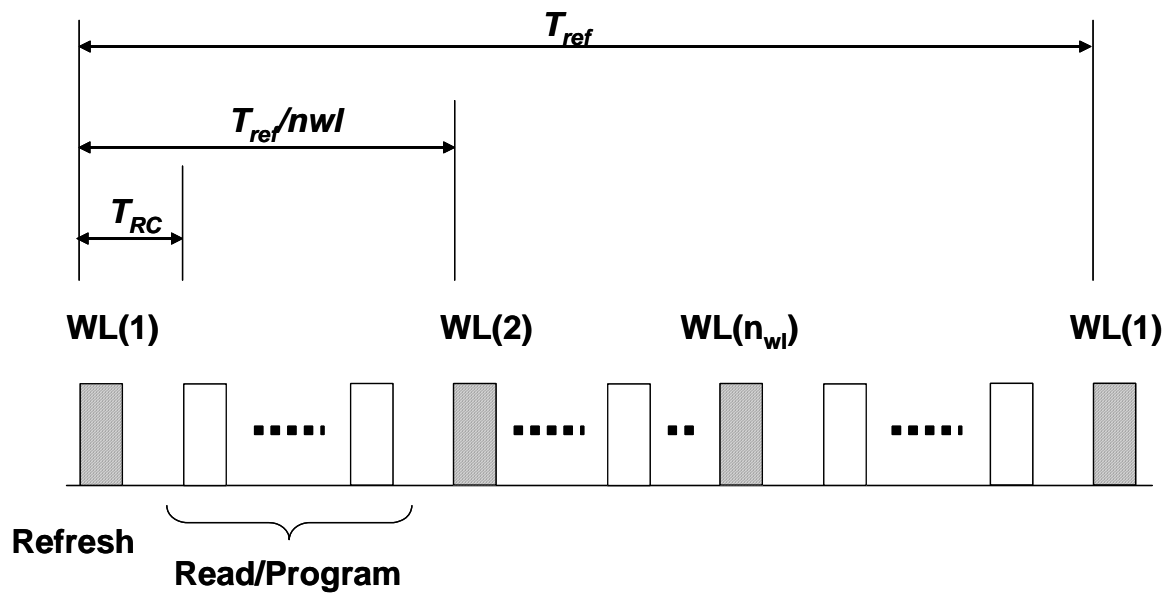 T_ref
T_ref/nwl
T_RC
WL(1) WL(2) WL(n_wl) WL(1)
Refresh
Read/Program